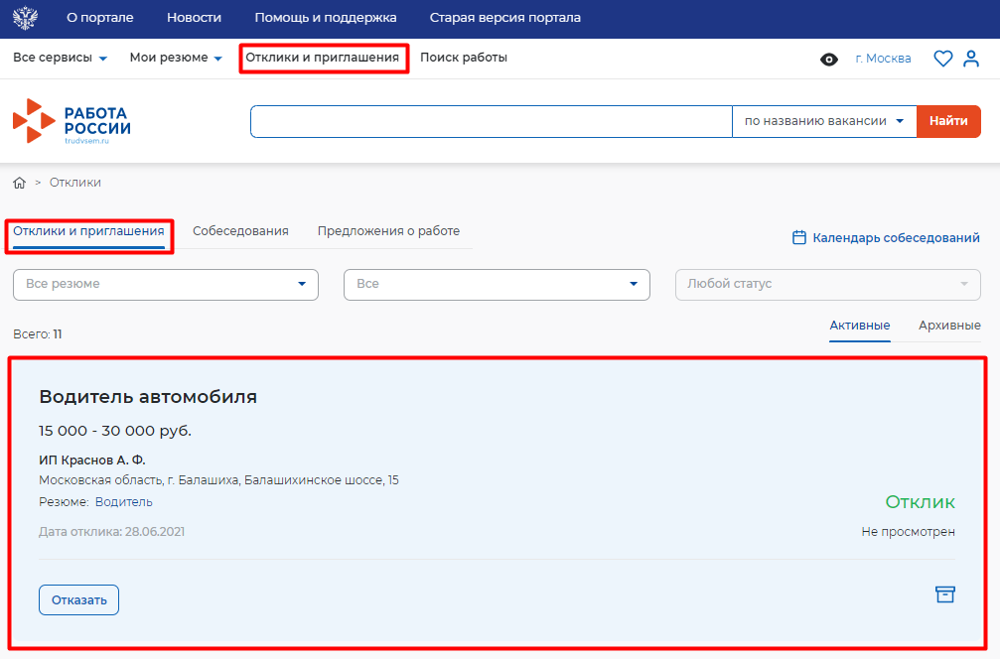 О портале Новости Помощь и поддержка Старая версия портала
Все сервисы Мои резюме Отклики и приглашения Поиск работы г. Москва
РАБОТА
РОССИИ
trudvsem.ru
по названию вакансии Найти
> Отклики
Отклики и приглашения Собеседования Предложения о работе
Календарь собеседований
Все резюме Все Любой статус
Всего: 11
Активные Архивные
Водитель автомобиля
15 000 - 30 000 руб.
ИП Краснов А. Ф.
Московская область, г. Балашиха, Балашихинское шоссе, 15
Резюме: Водитель
Отклик
Дата отклика: 28.06.2021
Не просмотрен
Отказать